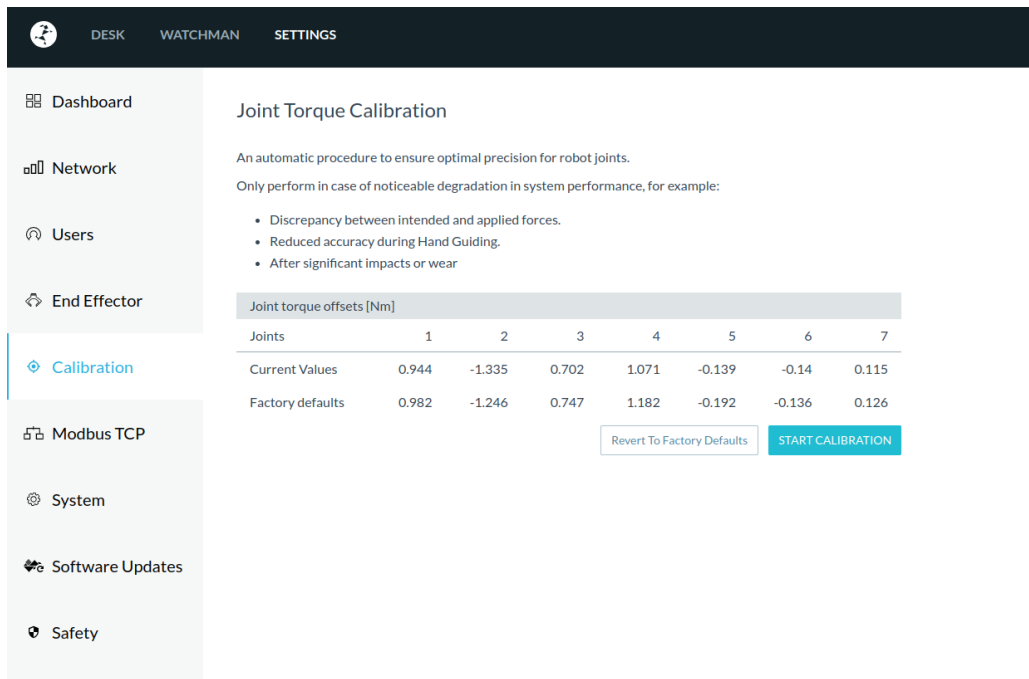 DESK WATCHMAN SETTINGS
Dashboard
Network
Users
End Effector
Calibration
Modbus TCP
System
Software Updates
Safety
Joint Torque Calibration
An automatic procedure to ensure optimal precision for robot joints.
Only perform in case of noticeable degradation in system performance, for example:
• Discrepancy between intended and applied forces.
• Reduced accuracy during Hand Guiding.
• After significant impacts or wear
Joint torque offsets [Nm]
Joints 1 2 3 4 5 6 7
Current Values 0.944 -1.335 0.702 1.071 -0.139 -0.14 0.115
Factory defaults 0.982 -1.246 0.747 1.182 -0.192 -0.136 0.126
Revert To Factory Defaults START CALIBRATION